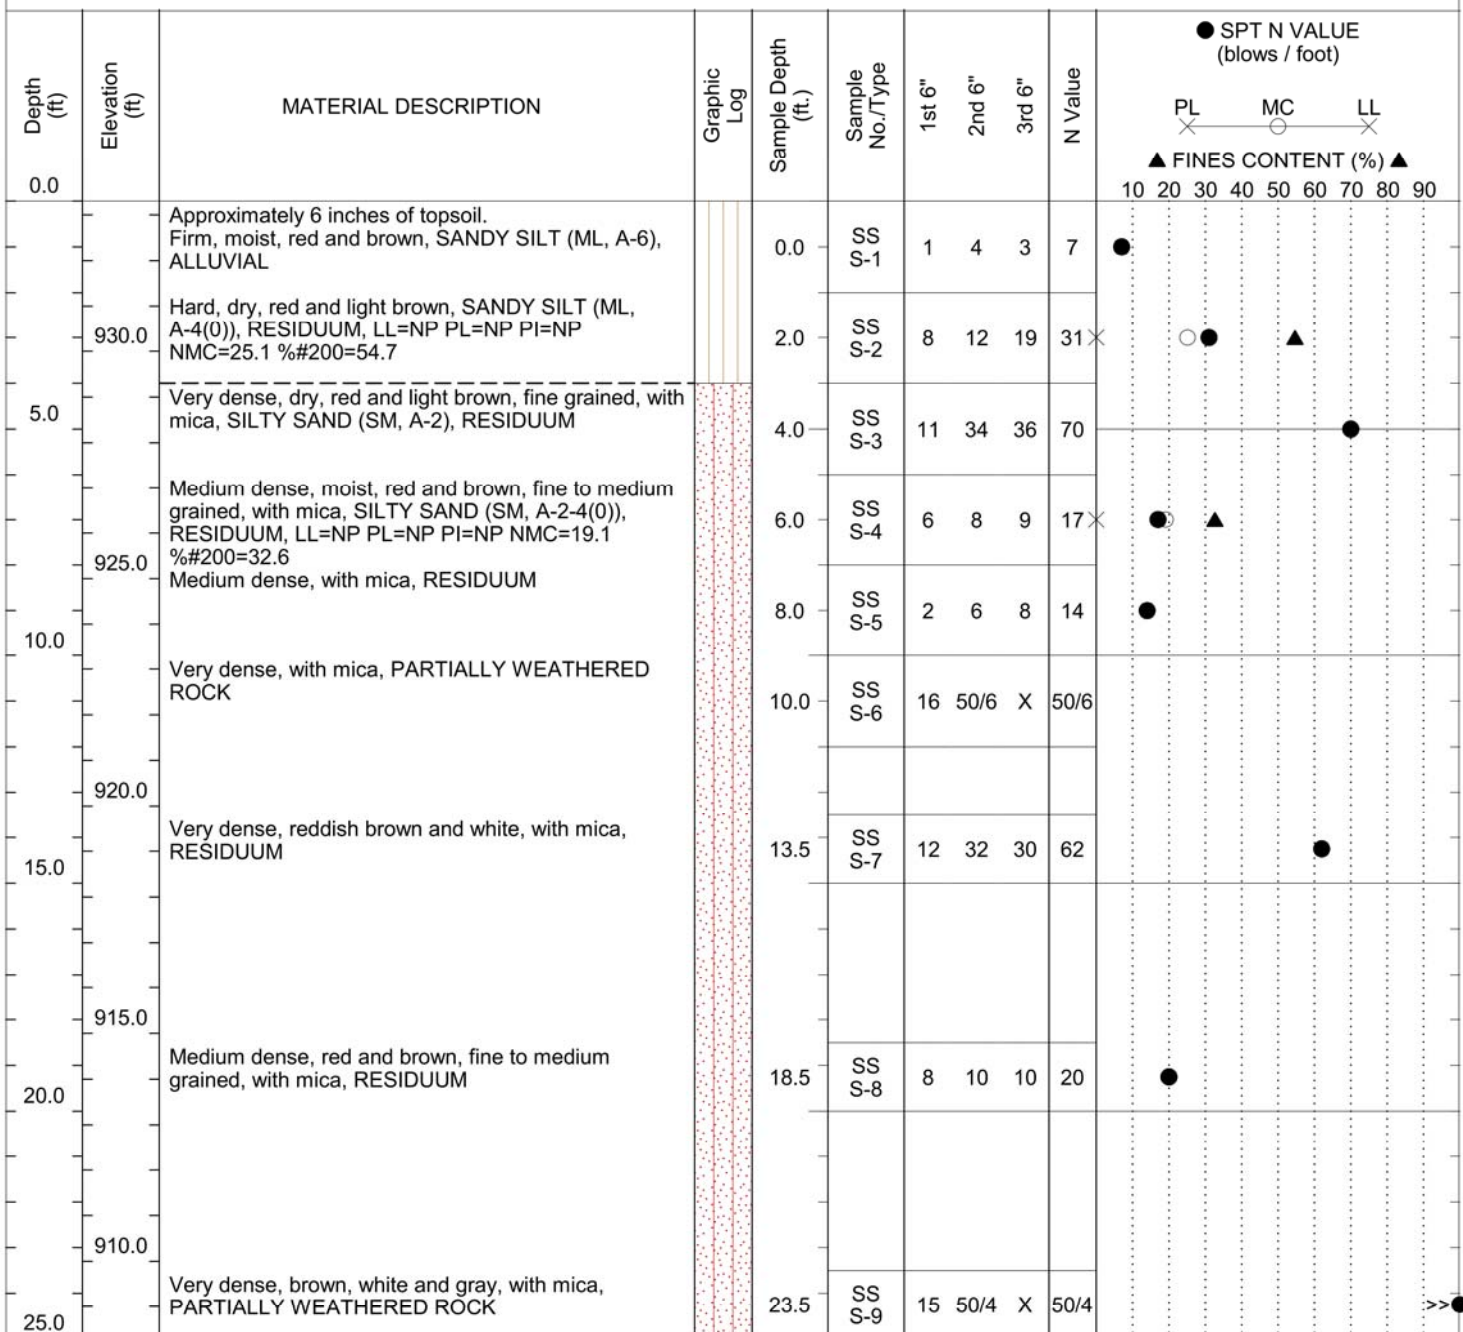 ● SPT N VALUE
(blows / foot)
Depth
(ft)
Elevation
(ft)
MATERIAL DESCRIPTION
Graphic
Log
Sample Depth
(ft.)
Sample
No./Type
1st 6"
2nd 6"
3rd 6"
N Value
PL MC LL
▲ FINES CONTENT (%) ▲
0.0
10 20 30 40 50 60 70 80 90
Approximately 6 inches of topsoil.
Firm, moist, red and brown, SANDY SILT (ML, A-6),
ALLUVIAL
0.0 SS S-1 1 4 3 7
Hard, dry, red and light brown, SANDY SILT (ML,
A-4(0)), RESIDUUM, LL=NP PL=NP PI=NP
NMC=25.1 %#200=54.7
930.0
2.0 SS S-2 8 12 19 31
Very dense, dry, red and light brown, fine grained, with
mica, SILTY SAND (SM, A-2), RESIDUUM
5.0
4.0 SS S-3 11 34 36 70
Medium dense, moist, red and brown, fine to medium
grained, with mica, SILTY SAND (SM, A-2-4(0)),
RESIDUUM, LL=NP PL=NP PI=NP NMC=19.1
%#200=32.6
6.0 SS S-4 6 8 9 17
925.0
Medium dense, with mica, RESIDUUM
8.0 SS S-5 2 6 8 14
10.0
Very dense, with mica, PARTIALLY WEATHERED
ROCK
10.0 SS S-6 16 50/6 X 50/6
920.0
Very dense, reddish brown and white, with mica,
RESIDUUM
13.5 SS S-7 12 32 30 62
15.0
915.0
Medium dense, red and brown, fine to medium
grained, with mica, RESIDUUM
18.5 SS S-8 8 10 10 20
20.0
910.0
Very dense, brown, white and gray, with mica,
PARTIALLY WEATHERED ROCK
23.5 SS S-9 15 50/4 X 50/4 >>
25.0